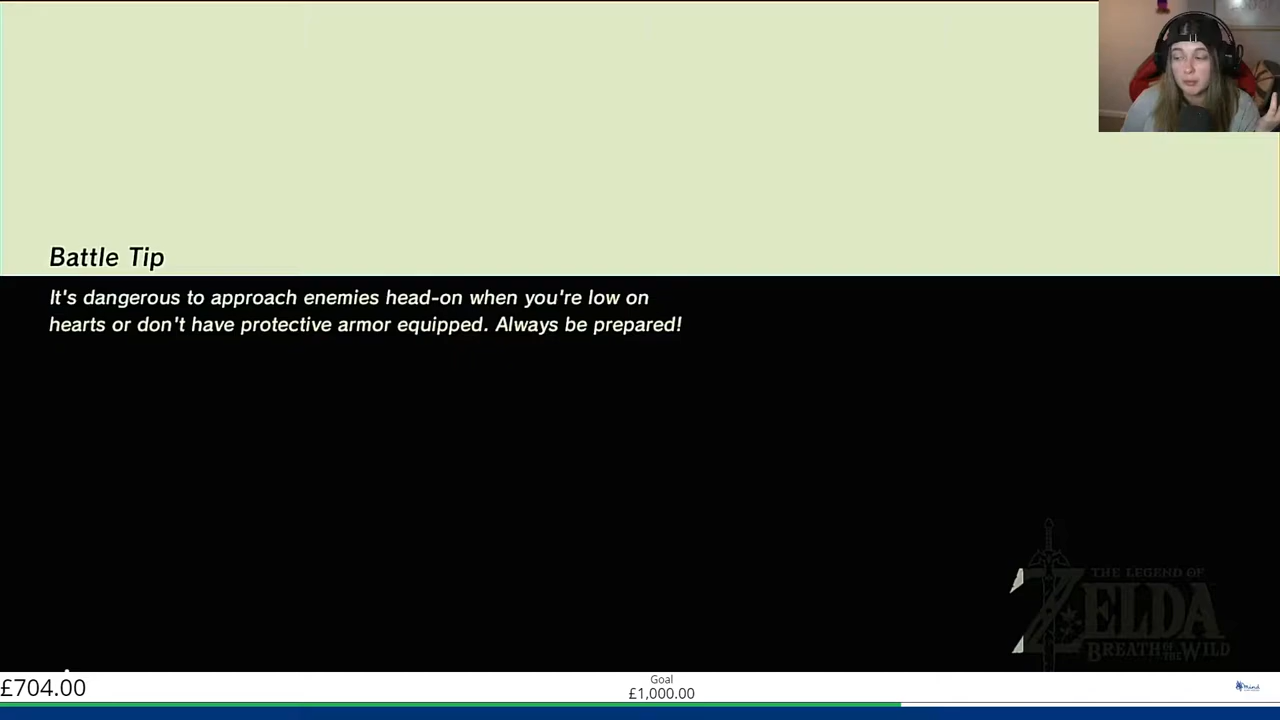 Battle Tip
It's dangerous to approach enemies head-on when you're low on
hearts or don't have protective armor equipped. Always be prepared!
THE LEGEND OF
ZELDA
BREATH OF THE WILD
£704.00
Goal
£1,000.00
mind